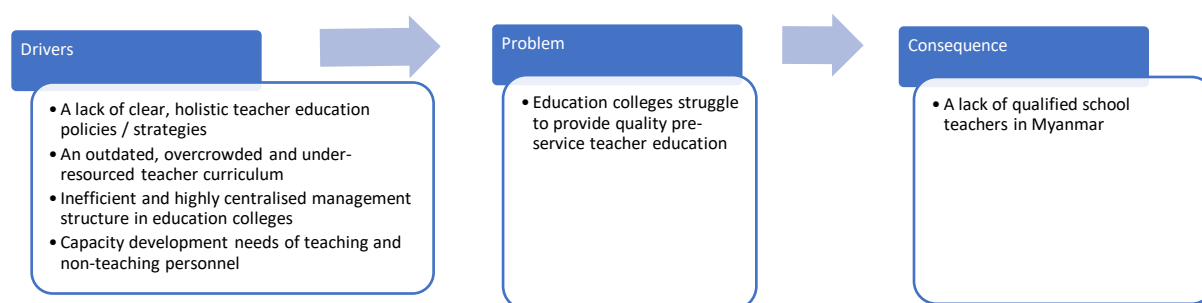 Drivers
• A lack of clear, holistic teacher education
policies / strategies
• An outdated, overcrowded and under-
resourced teacher curriculum
• Inefficient and highly centralised management
structure in education colleges
• Capacity development needs of teaching and
non-teaching personnel
Problem
• Education colleges struggle
to provide quality pre-
service teacher education
Consequence
• A lack of qualified school
teachers in Myanmar